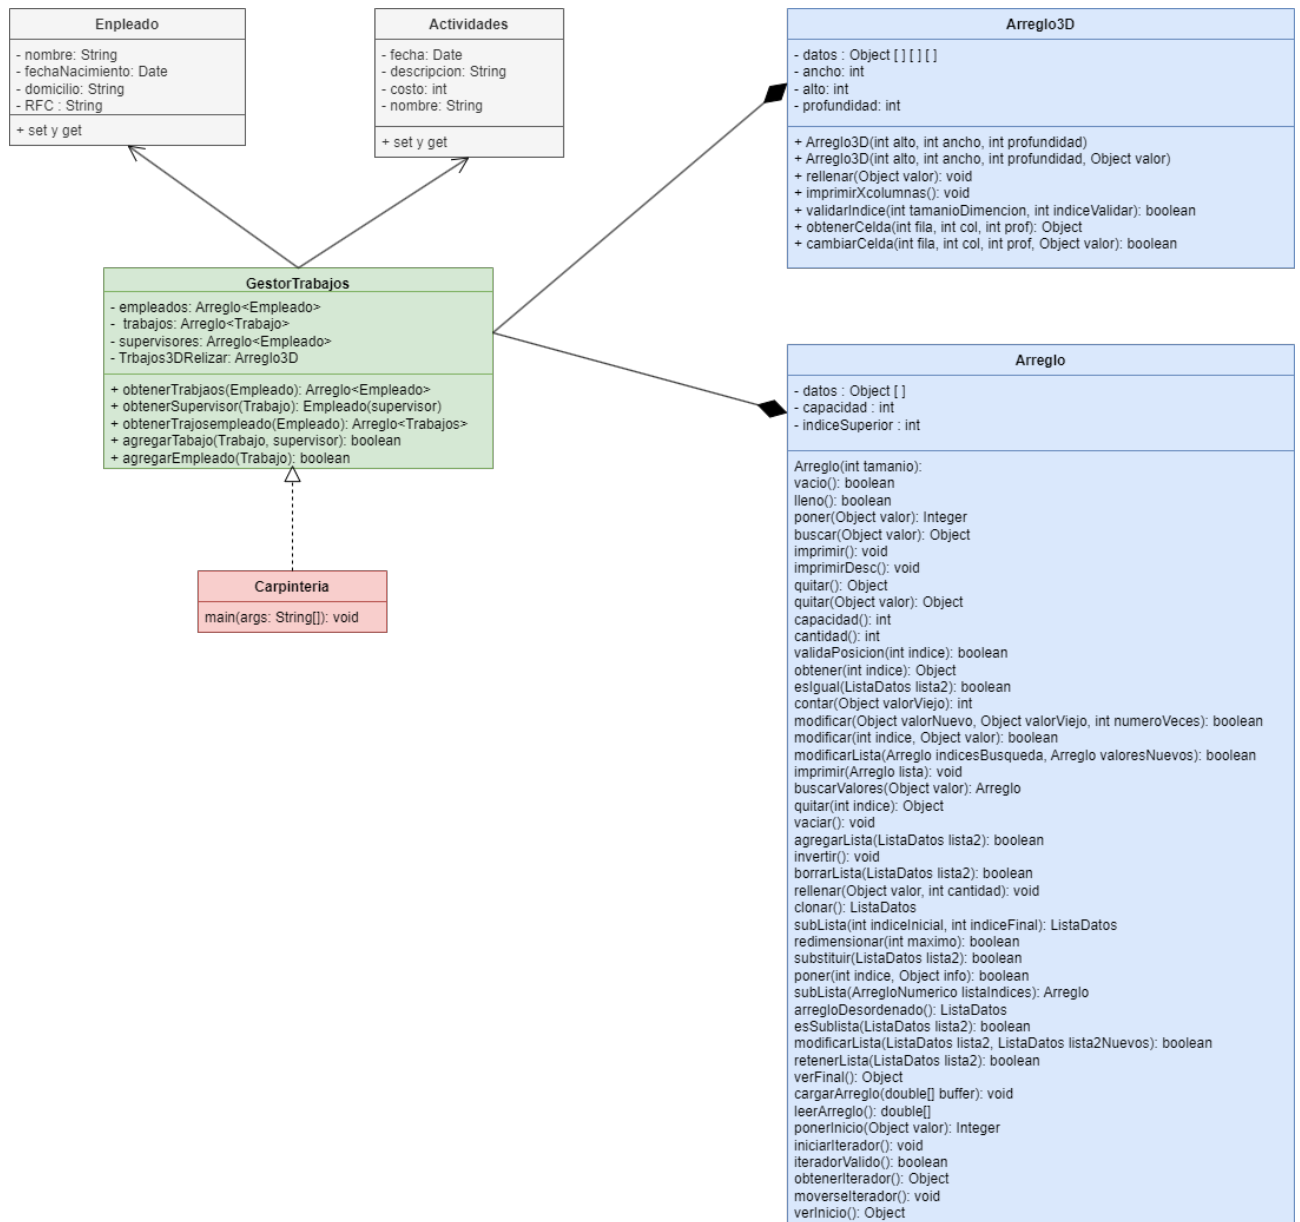 Enpleado
- nombre: String
- fechaNacimiento: Date
- domicilio: String
- RFC : String
+ set y get
Actividades
- fecha: Date
- descripcion: String
- costo: int
- nombre: String
+ set y get
Arreglo3D
- datos : Object [ ] [ ] [ ]
- ancho: int
- alto: int
- profundidad: int
+ Arreglo3D(int alto, int ancho, int profundidad)
+ Arreglo3D(int alto, int ancho, int profundidad, Object valor)
+ rellenar(Object valor): void
+ imprimirXcolumnas(): void
+ validarIndice(int tamanioDimencion, int indiceValidar): boolean
+ obtenerCelda(int fila, int col, int prof): Object
+ cambiarCelda(int fila, int col, int prof, Object valor): boolean
GestorTrabajos
- empleados: Arreglo<Empleado>
- trabajos: Arreglo<Trabajo>
- supervisores: Arreglo<Empleado>
- Trbajos3DRelizar: Arreglo3D
+ obtenerTrabjaos(Empleado): Arreglo<Empleado>
+ obtenerSupervisor(Trabajo): Empleado(supervisor)
+ obtenerTrajosempleado(Empleado): Arreglo<Trabajos>
+ agregarTabajo(Trabajo, supervisor): boolean
+ agregarEmpleado(Trabajo): boolean
Carpinteria
main(args: String[]): void
Arreglo
- datos : Object [ ]
- capacidad : int
- indiceSuperior : int
Arreglo(int tamanio):
vacio(): boolean
lleno(): boolean
poner(Object valor): Integer
buscar(Object valor): Object
imprimir(): void
imprimirDesc(): void
quitar(): Object
quitar(Object valor): Object
capacidad(): int
cantidad(): int
validaPosicion(int indice): boolean
obtener(int indice): Object
esIgual(ListaDatos lista2): boolean
contar(Object valorViejo): int
modificar(Object valorNuevo, Object valorViejo, int numeroVeces): boolean
modificar(int indice, Object valor): boolean
modificarLista(Arreglo indicesBusqueda, Arreglo valoresNuevos): boolean
imprimir(Arreglo lista): void
buscarValores(Object valor): Arreglo
quitar(int indice): Object
vaciar(): void
agregarLista(ListaDatos lista2): boolean
invertir(): void
borrarLista(ListaDatos lista2): boolean
rellenar(Object valor, int cantidad): void
clonar(): ListaDatos
subLista(int indiceInicial, int indiceFinal): ListaDatos
redimensionar(int maximo): boolean
substituir(ListaDatos lista2): boolean
poner(int indice, Object info): boolean
subLista(ArregloNumerico listaIndices): Arreglo
arregloDesordenado(): ListaDatos
esSublista(ListaDatos lista2): boolean
modificarLista(ListaDatos lista2, ListaDatos lista2Nuevos): boolean
retenerLista(ListaDatos lista2): boolean
verFinal(): Object
cargarArreglo(double[] buffer): void
leerArreglo(): double[]
ponerInicio(Object valor): Integer
iniciarIterador(): void
iteradorValido(): boolean
obtenerIterador(): Object
moverseIterador(): void
verInicio(): Object